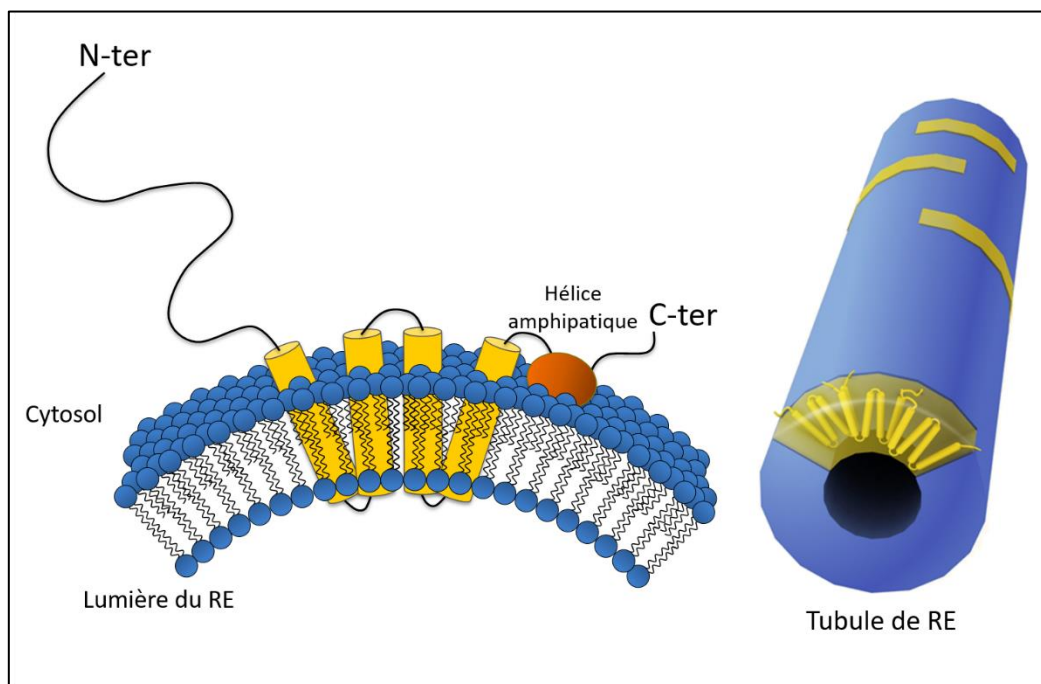 N-ter
Hélice
amphipatique
C-ter
Cytosol
Lumière du RE
Tubule de RE